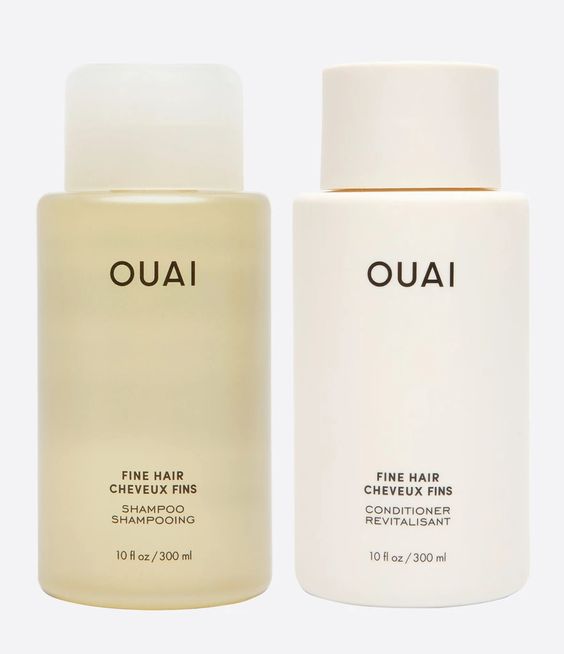 OUAI
FINE HAIR
CHEVEUX FINS
SHAMPOO
SHAMPOOING
10 fl oz / 300 ml
OUAI
FINE HAIR
CHEVEUX FINS
CONDITIONER
REVITALISANT
10 fl oz / 300 ml